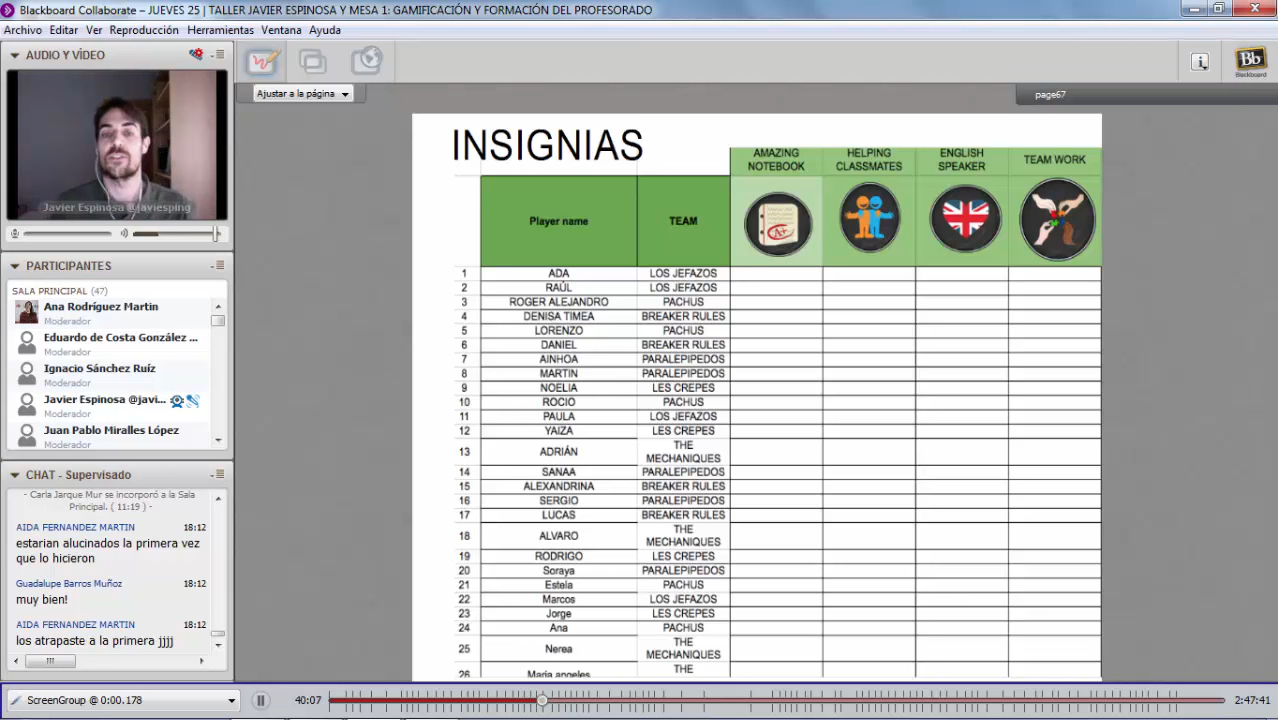 Blackboard Collaborate – JUEVES 25 | TALLER JAVIER ESPINOSA Y MESA 1: GAMIFICACIÓN Y FORMACIÓN DEL PROFESORADO
Archivo Editar Ver Reproducción Herramientas Ventana Ayuda
AUDIO Y VÍDEO
Javier Espinosa @javiesping
PARTICIPANTES
SALA PRINCIPAL (47)
Ana Rodríguez Martin
Moderador
Eduardo de Costa González ...
Moderador
Ignacio Sánchez Ruíz
Moderador
Javier Espinosa @javi...
Moderador
Juan Pablo Miralles López
Moderador
CHAT - Supervisado
- Carla Jarque Mur se incorporó a la Sala
Principal. ( 11:19 ) -
AIDA FERNANDEZ MARTIN 18:12
estarian alucinados la primera vez
que lo hicieron
Guadalupe Barros Muñoz 18:12
muy bien!
AIDA FERNANDEZ MARTIN 18:12
los atrapaste a la primera jjjj
Ajustar a la página
i
Bb
Blackboard
page67
INSIGNIAS
AMAZING
NOTEBOOK
HELPING
CLASSMATES
ENGLISH
SPEAKER
TEAM WORK
Player name TEAM
A+
1 ADA LOS JEFAZOS
2 RAÚL LOS JEFAZOS
3 ROGER ALEJANDRO PACHUS
4 DENISA TIMEA BREAKER RULES
5 LORENZO PACHUS
6 DANIEL BREAKER RULES
7 AINHOA PARALEPIPEDOS
8 MARTIN PARALEPIPEDOS
9 NOELIA LES CREPES
10 ROCIO PACHUS
11 PAULA LOS JEFAZOS
12 YAIZA LES CREPES
13 ADRIÁN THE
MECHANIQUES
14 SANAA PARALEPIPEDOS
15 ALEXANDRINA BREAKER RULES
16 SERGIO PARALEPIPEDOS
17 LUCAS BREAKER RULES
18 ALVARO THE
MECHANIQUES
19 RODRIGO LES CREPES
20 Soraya PARALEPIPEDOS
21 Estela PACHUS
22 Marcos LOS JEFAZOS
23 Jorge LES CREPES
24 Ana PACHUS
25 Nerea THE
MECHANIQUES
26 Maria angeles THE
ScreenGroup @ 0:00.178
40:07
2:47:41